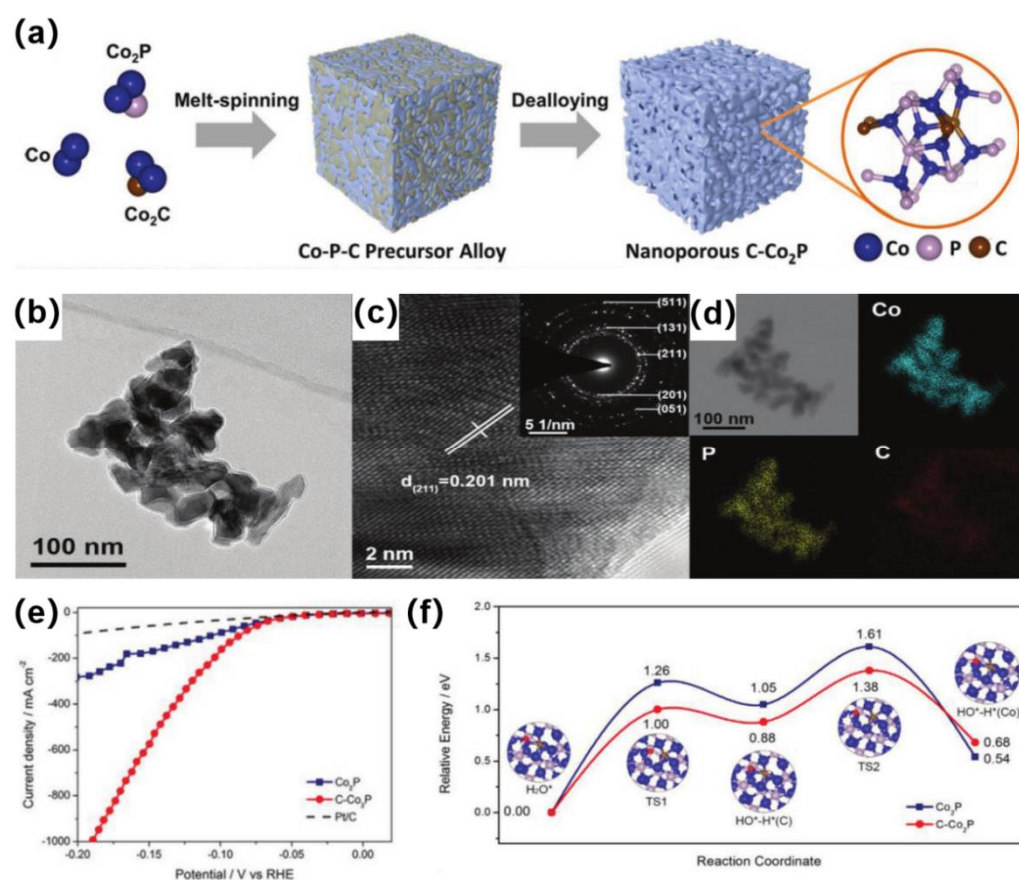 (a)
Co₂P
Co
Co₂C
Melt-spinning
Co-P-C Precursor Alloy
Dealloying
Nanoporous C-Co₂P
Co P C
(b)
100 nm
(c)
d(211)=0.201 nm
2 nm
(511)
(131)
(211)
(201)
(051)
5 1/nm
(d)
100 nm
Co
P
C
(e)
Current density / mA cm⁻²
0
-200
-400
-600
-800
-1000
-0.20 -0.15 -0.10 -0.05 0.00
Potential / V vs RHE
Co₂P
C-Co₂P
Pt/C
(f)
Relative Energy / eV
2.0
1.5
1.0
0.5
0.0
0.00
H₂O*
1.26
1.00
TS1
1.05
0.88
HO*-H*(C)
1.61
1.38
TS2
HO*-H*(Co)
0.68
0.54
Co₂P
C-Co₂P
Reaction Coordinate